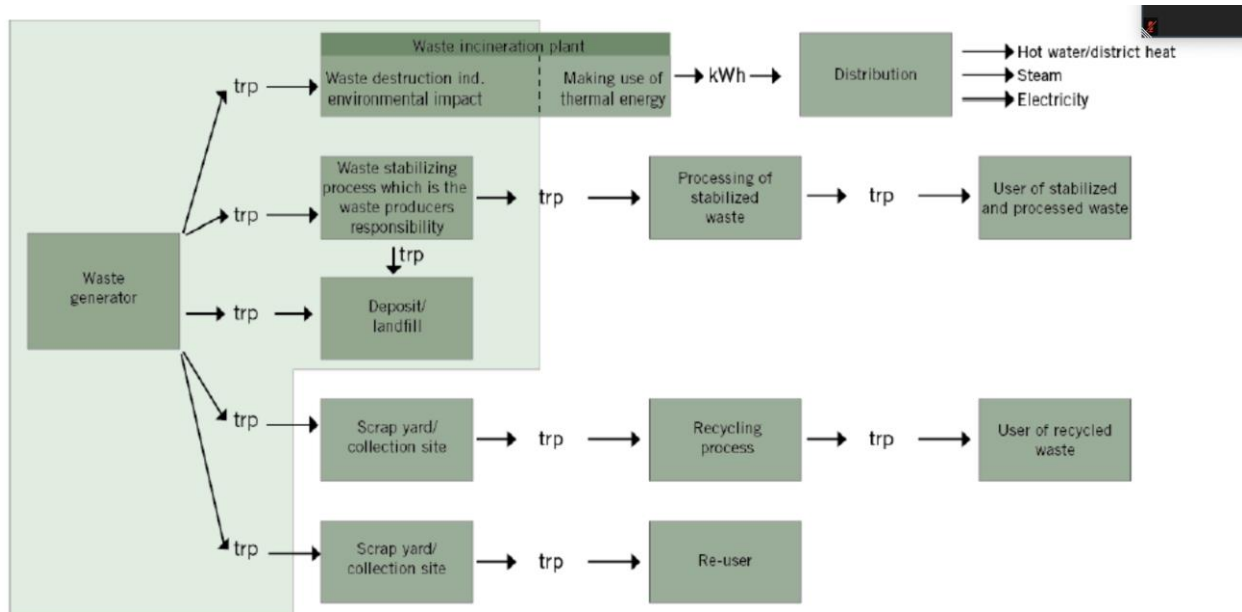 Waste incineration plant
Waste destruction ind.
environmental impact
Making use of
thermal energy
trp
kWh
Distribution
Hot water/district heat
Steam
Electricity
Waste stabilizing
process which is the
waste producers
responsibility
trp
trp
Processing of
stabilized
waste
trp
User of stabilized
and processed waste
trp
Waste
generator
trp
Deposit/
landfill
trp
Scrap yard/
collection site
trp
Recycling
process
trp
User of recycled
waste
trp
Scrap yard/
collection site
trp
Re-user